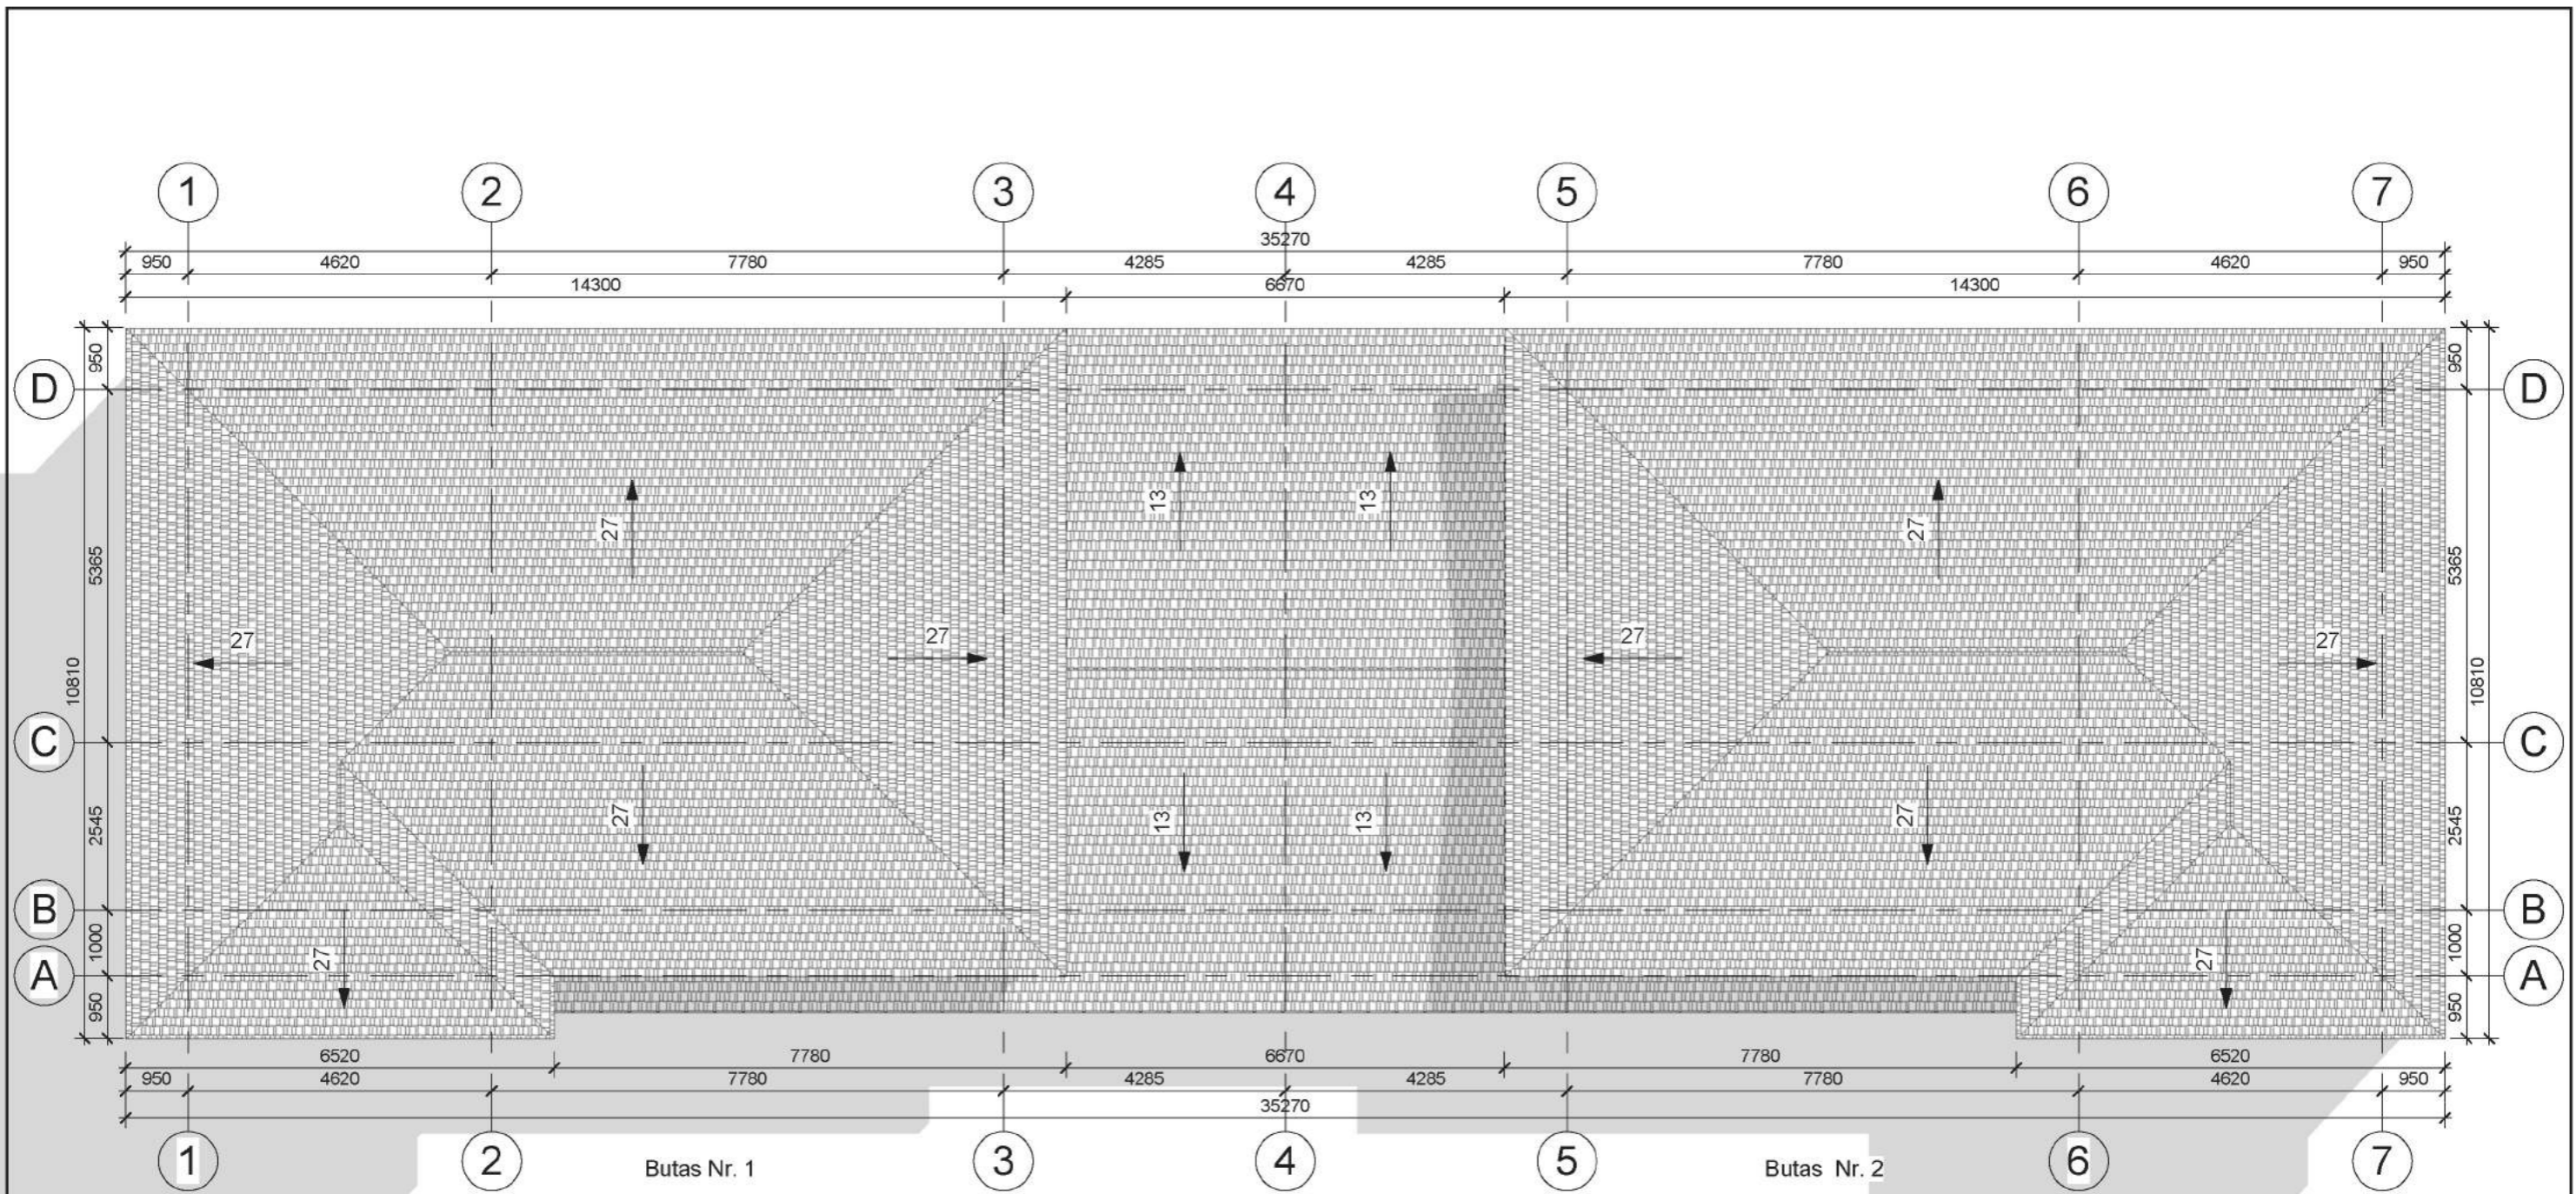 1 2 3 4 5 6 7
35270
950 4620 7780 4285 4285 7780 4620 950
14300 6670 14300
D 950 950 D
5365 27 13 13 27 5365
10810 27 27 27 27 10810
C C
2545 27 13 13 27 2545
B B
1000 27 27 1000
A A
950 950
6520 7780 6670 7780 6520
950 4620 7780 4285 4285 7780 4620 950
35270
1 2 3 4 5 6 7
Butas Nr. 1 Butas Nr. 2